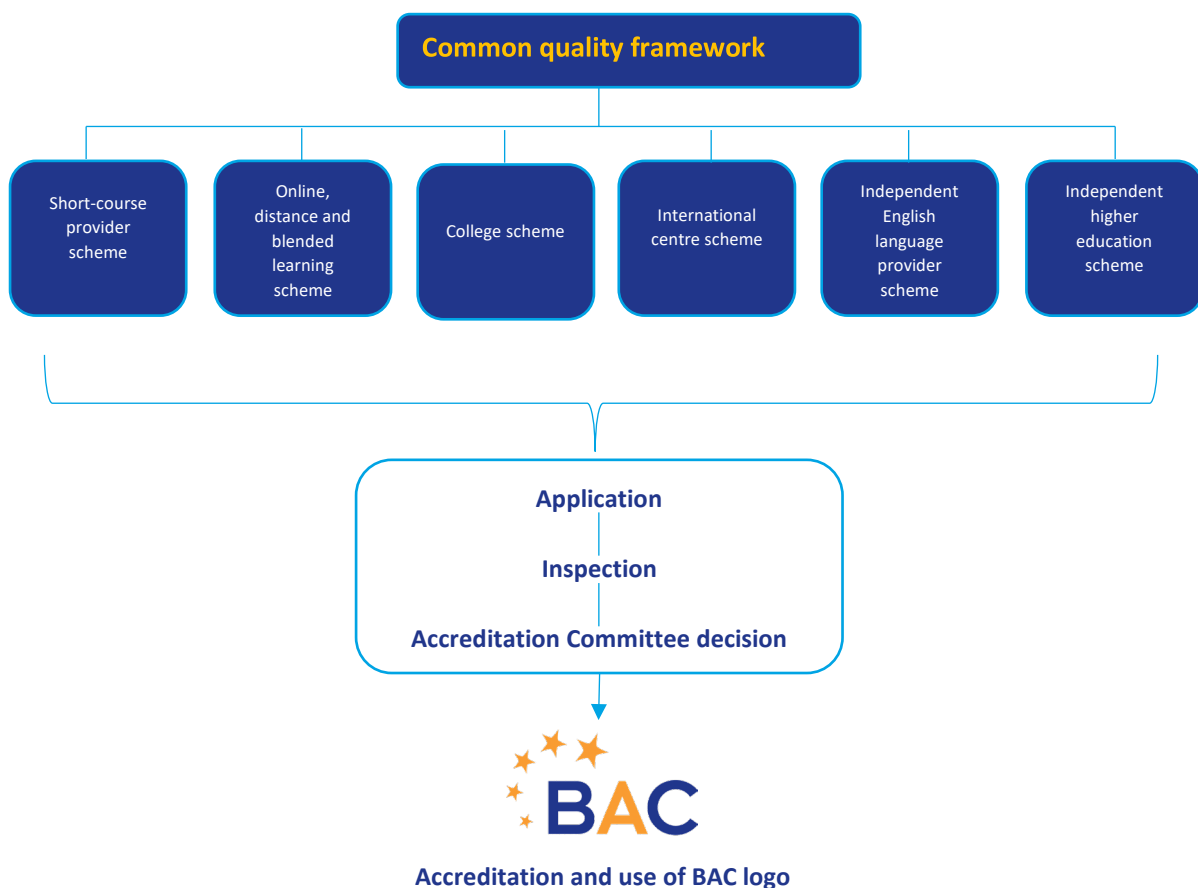 Common quality framework
Short-course
provider
scheme
Online,
distance and
blended
learning
scheme
College scheme
International
centre scheme
Independent
English
language
provider
scheme
Independent
higher
education
scheme
Application
Inspection
Accreditation Committee decision
BAC
Accreditation and use of BAC logo